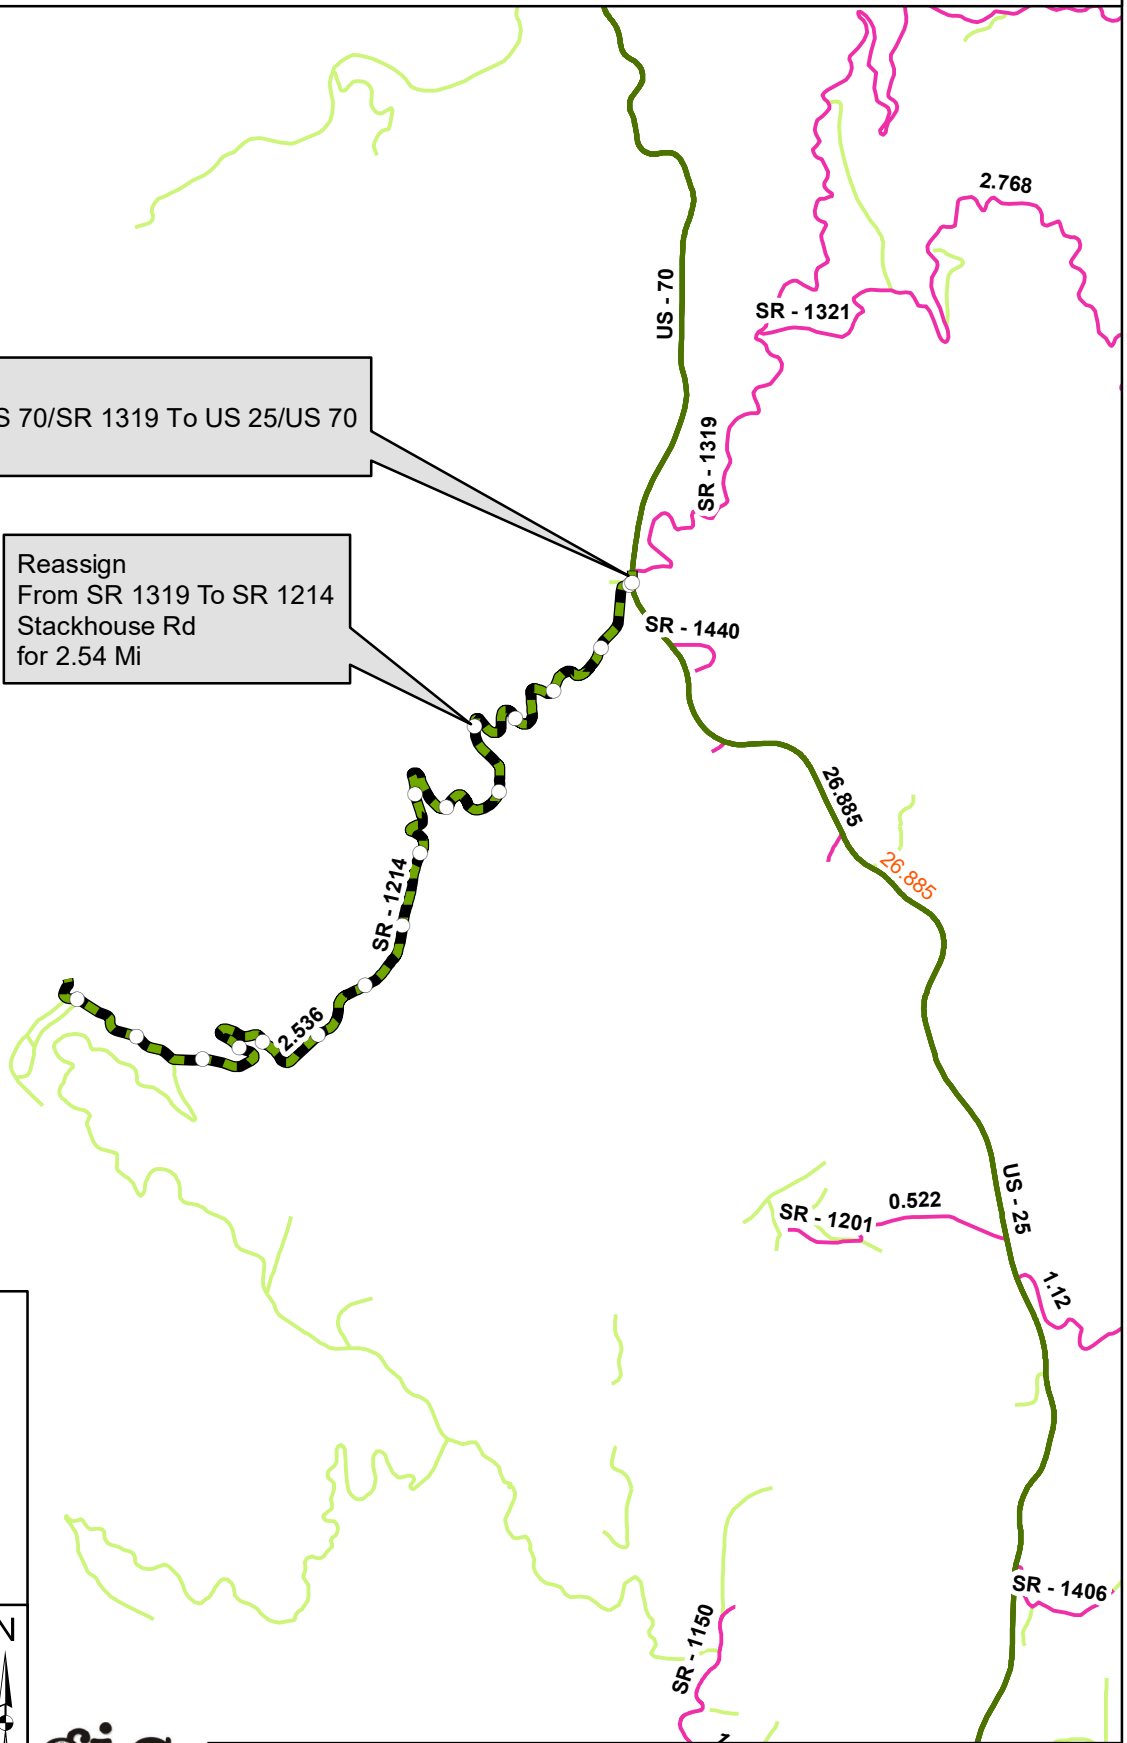 2.768
US - 70
SR - 1321
S 70/SR 1319 To US 25/US 70
SR - 1319
Reassign
From SR 1319 To SR 1214
Stackhouse Rd
for 2.54 Mi
SR - 1440
26.885
26.885
SR - 1214
2.536
US - 25
0.522
SR - 1201
1.12
SR - 1406
SR - 1150
N